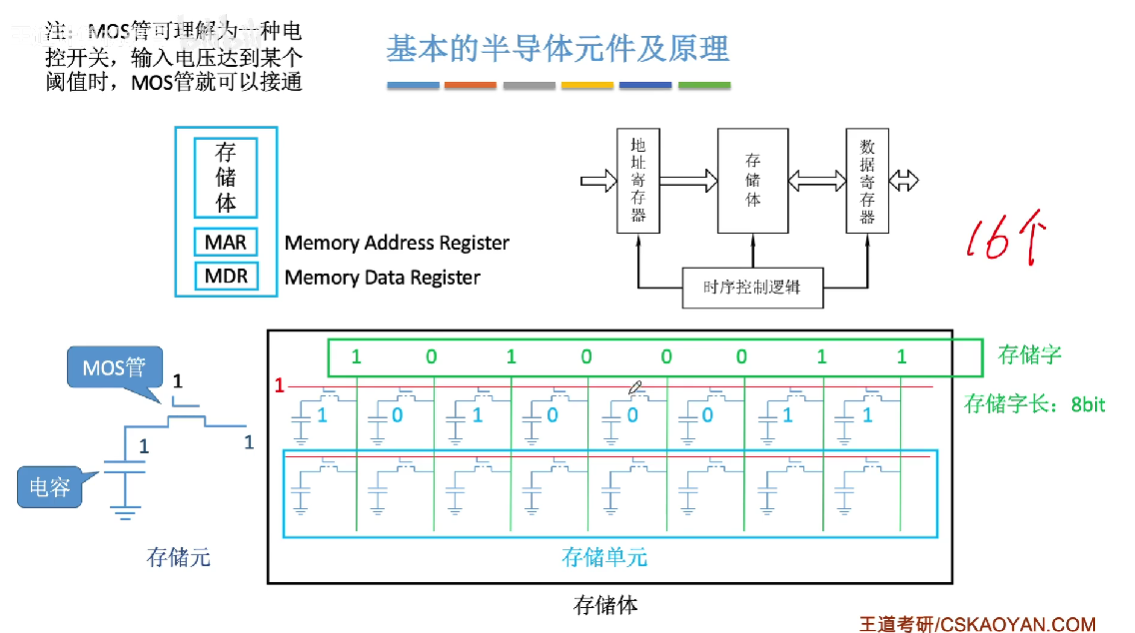 注：MOS管可理解为一种电
控开关，输入电压达到某个
阈值时，MOS管就可以接通
基本的半导体元件及原理
存储体
MAR
Memory Address Register
MDR
Memory Data Register
地址寄存器
存储体
数据寄存器
时序控制逻辑
16个
MOS管
1
1
1
电容
存储元
1 0 1 0 0 0 1 1
存储字
1
1 0 1 0 0 0 1 1
存储字长：8bit
存储单元
存储体
王道考研/CSKAOYAN.COM